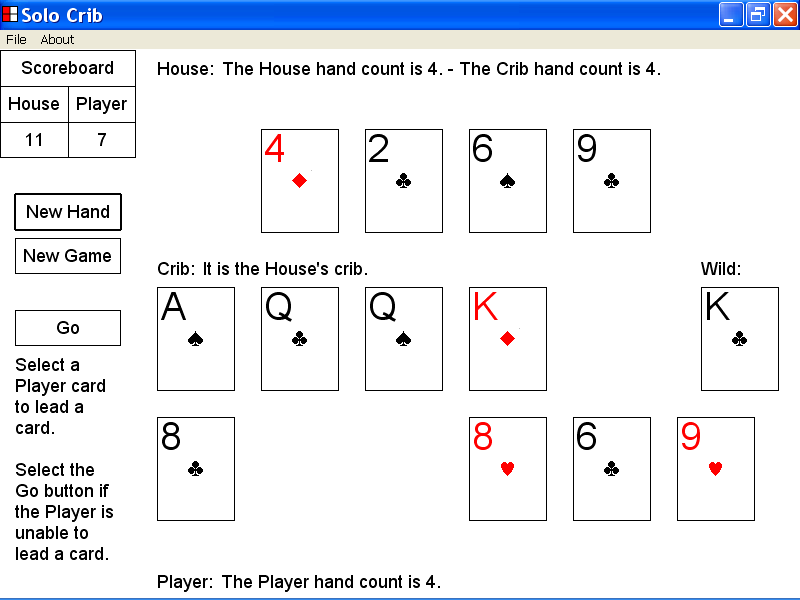 Solo Crib
File About
Scoreboard
House Player
11 7
House: The House hand count is 4. - The Crib hand count is 4.
4 2 6 9
New Hand
New Game
Crib: It is the House's crib. Wild:
A Q Q K K
Go
Select a
Player card
to lead a
card.
8 8 6 9
Select the
Go button if
the Player is
unable to
lead a card.
Player: The Player hand count is 4.